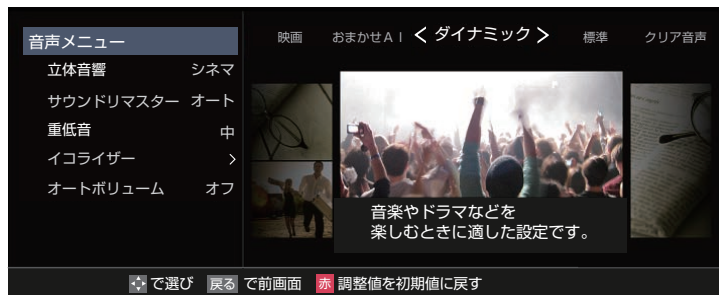 音声メニュー
映画 おまかせAI < ダイナミック > 標準 クリア音声
立体音響 シネマ
サウンドリマスター オート
重低音 中
イコライザー >
オートボリューム オフ
音楽やドラマなどを
楽しむときに適した設定です。
で選び 戻る で前画面 赤 調整値を初期値に戻す